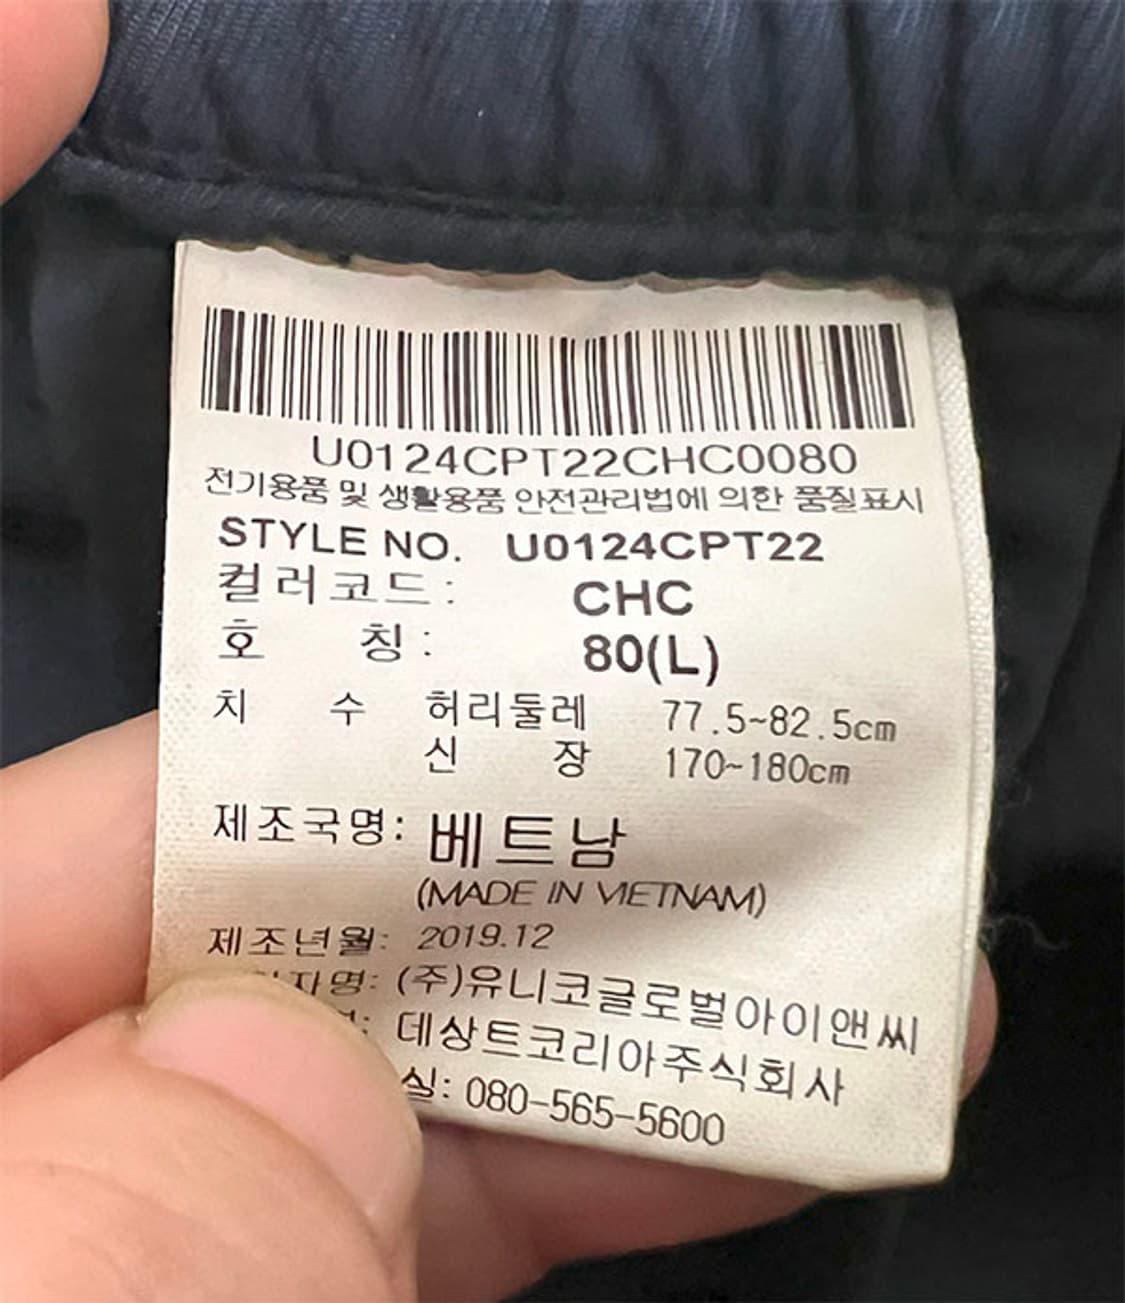 U0124CPT22CHC0080
전기용품 및 생활용품 안전관리법에 의한 품질표시
STYLE NO. U0124CPT22
컬러코드: CHC
호 칭: 80(L)
치 수 허리둘레 77.5~82.5cm
신 장 170~180cm
제조국명: 베트남
(MADE IN VIETNAM)
제조년월: 2019.12
자명: (주)유니코글로벌아이앤씨
데상트코리아주식회사
실: 080-565-5600